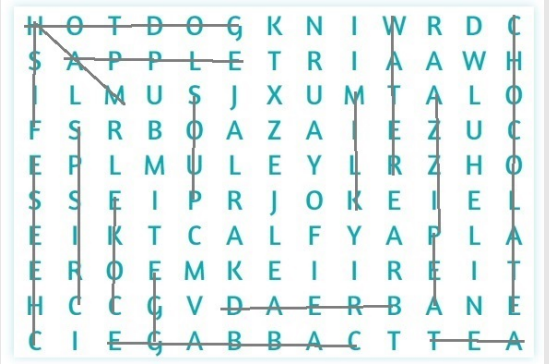 H O T D O G K N I W R D C
S A P P L E T R I A A W H
I L M U S J X U M T A L O
F S R B O A Z A I E Z U C
E P L M U L E Y L R Z H O
S S E I P R J O K E I E L
E I K T C A L F Y A P L A
E R O E M K E I I R E I T
H C C G V D A E R B A N E
C I E G A B B A C T T E A